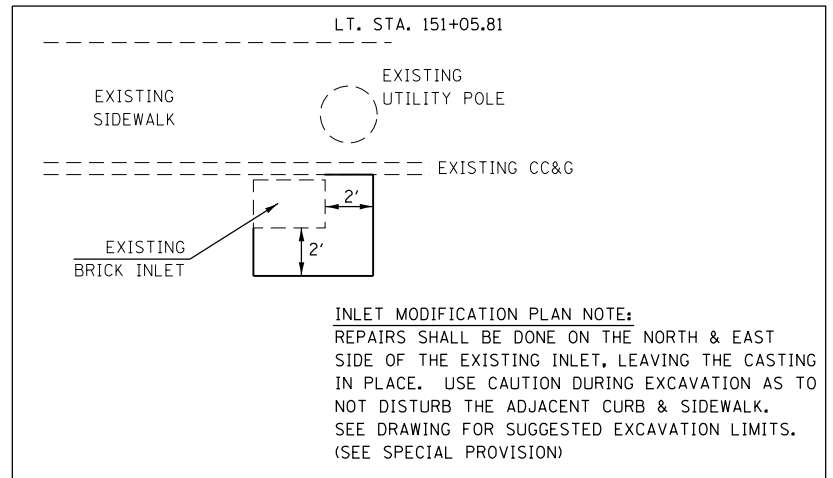 LT. STA. 151+05.81
EXISTING
UTILITY POLE
EXISTING
SIDEWALK
EXISTING CC&G
2'
2'
EXISTING
BRICK INLET
INLET MODIFICATION PLAN NOTE:
REPAIRS SHALL BE DONE ON THE NORTH & EAST
SIDE OF THE EXISTING INLET, LEAVING THE CASTING
IN PLACE. USE CAUTION DURING EXCAVATION AS TO
NOT DISTURB THE ADJACENT CURB & SIDEWALK.
SEE DRAWING FOR SUGGESTED EXCAVATION LIMITS.
(SEE SPECIAL PROVISION)